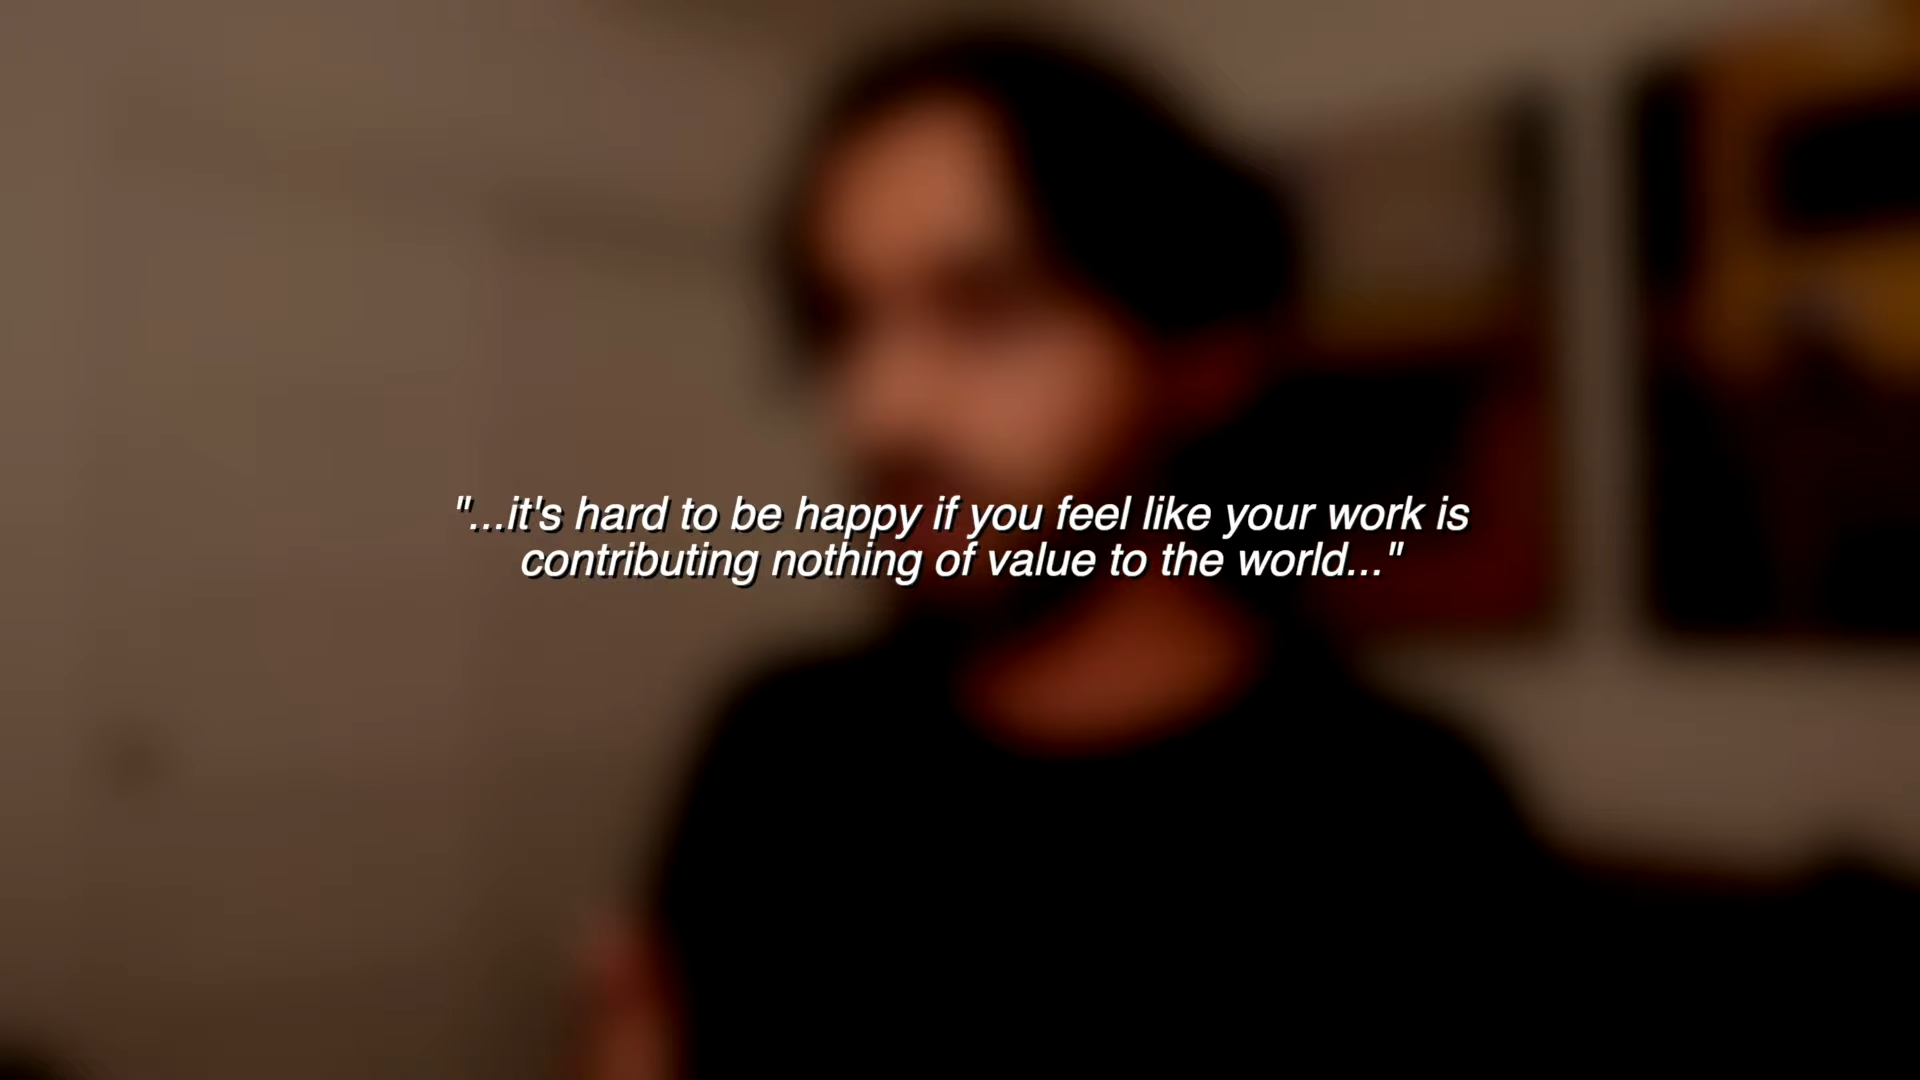 "...it's hard to be happy if you feel like your work is
contributing nothing of value to the world..."